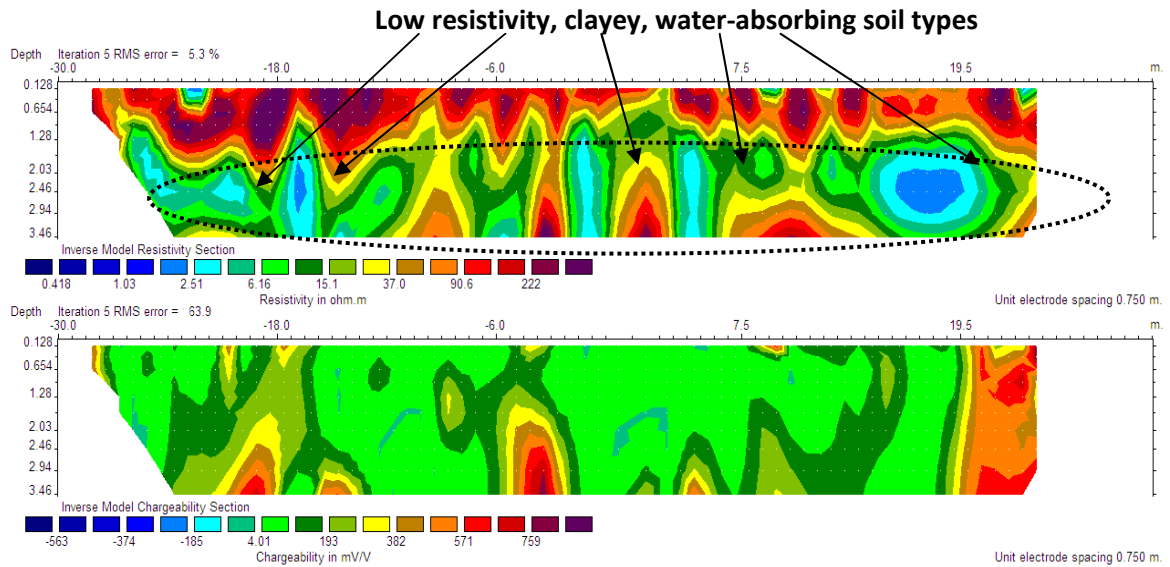 Low resistivity, clayey, water-absorbing soil types
Depth Iteration 5 RMS error = 5.3 %
-30.0 -18.0 -6.0 7.5 19.5 m.
0.128
0.654
1.28
2.03
2.46
2.94
3.46
Inverse Model Resistivity Section
0.418 1.03 2.51 6.16 15.1 37.0 90.6 222
Resistivity in ohm.m
Unit electrode spacing 0.750 m.
Depth Iteration 5 RMS error = 63.9
-30.0 -18.0 -6.0 7.5 19.5 m.
0.128
0.654
1.28
2.03
2.46
2.94
3.46
Inverse Model Chargeability Section
-563 -374 -185 4.01 193 382 571 759
Chargeability in mV/V
Unit electrode spacing 0.750 m.